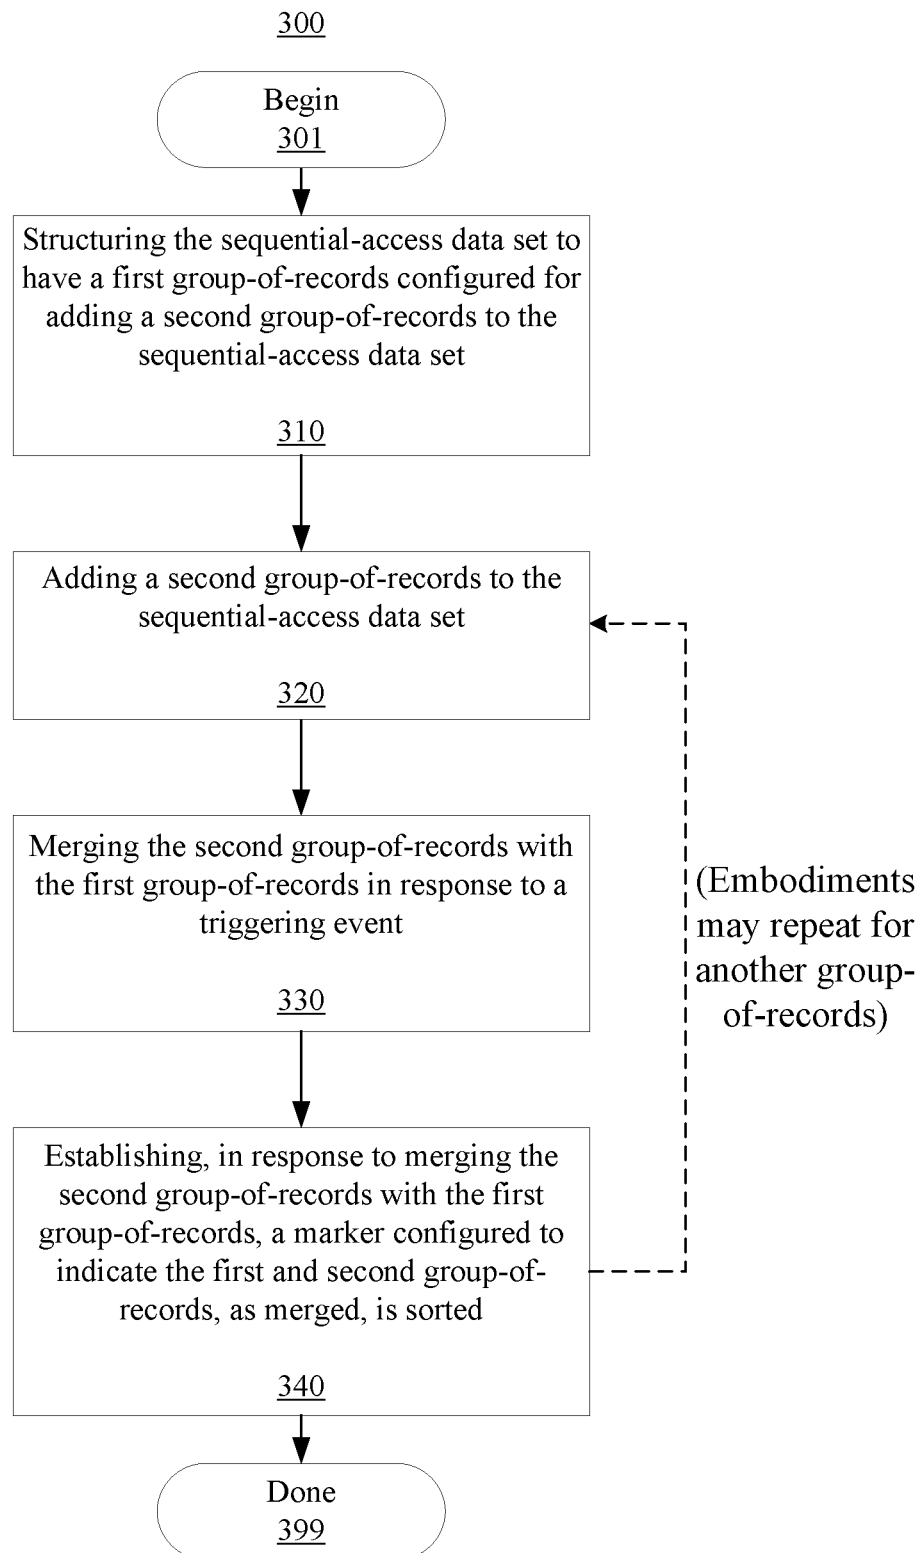 300
Begin
301
Structuring the sequential-access data set to
have a first group-of-records configured for
adding a second group-of-records to the
sequential-access data set
310
Adding a second group-of-records to the
sequential-access data set
320
Merging the second group-of-records with
the first group-of-records in response to a
triggering event
330
(Embodiments
may repeat for
another group-
of-records)
Establishing, in response to merging the
second group-of-records with the first
group-of-records, a marker configured to
indicate the first and second group-of-
records, as merged, is sorted
340
Done
399